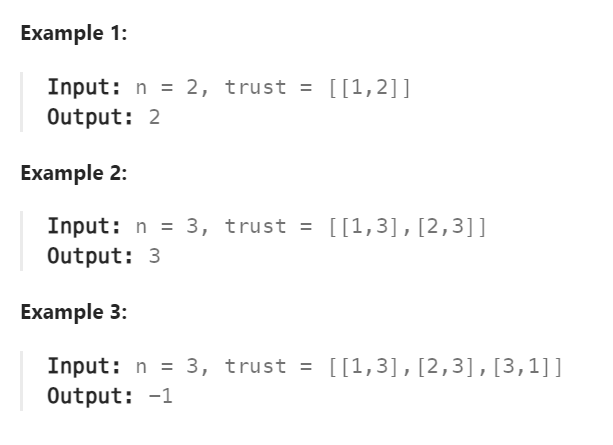 Example 1:
Input: n = 2, trust = [[1,2]]
Output: 2
Example 2:
Input: n = 3, trust = [[1,3],[2,3]]
Output: 3
Example 3:
Input: n = 3, trust = [[1,3],[2,3],[3,1]]
Output: -1